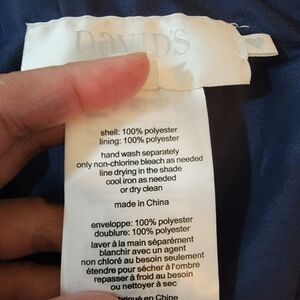 DAVID'S
shell: 100% polyester
lining: 100% polyester
hand wash separately
only non-chlorine bleach as needed
line drying in the shade
cool iron as needed
or dry clean
made in China
enveloppe: 100% polyester
doublure: 100% polyester
laver à la main séparément
blanchir avec un agent
non chloré au besoin seulement
étendre pour sécher à l'ombre
repasser à froid au besoin
ou nettoyer à sec
briqué en Chine